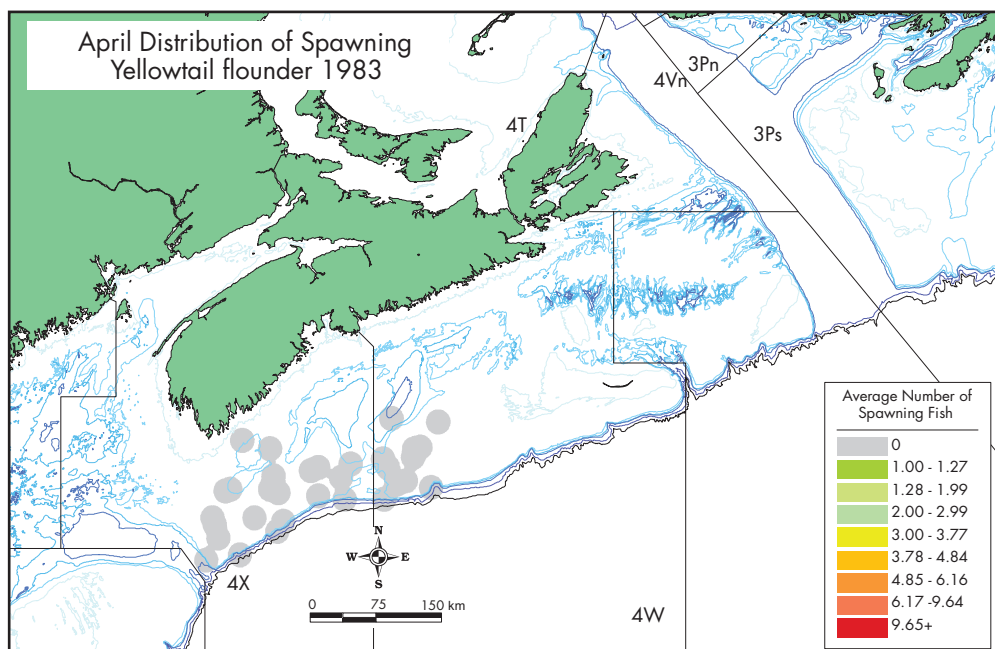 April Distribution of Spawning
Yellowtail flounder 1983
3Pn
4Vn
4T
3Ps
Average Number of
Spawning Fish
0
1.00 - 1.27
1.28 - 1.99
2.00 - 2.99
3.00 - 3.77
3.78 - 4.84
4.85 - 6.16
6.17 -9.64
9.65+
N
W E
S
4X
0 75 150 km
4W